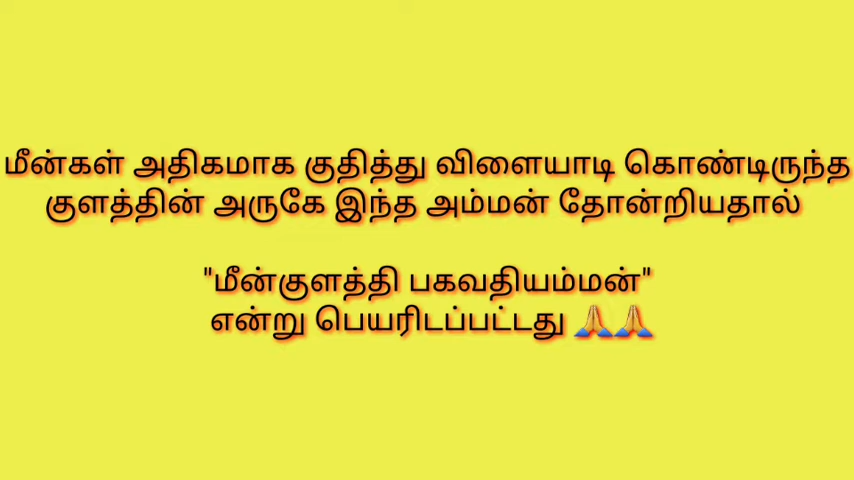 மீன்கள் அதிகமாக குதித்து விளையாடி கொண்டிருந்த
குளத்தின் அருகே இந்த அம்மன் தோன்றியதால்
"மீன்குளத்தி பகவதியம்மன்"
என்று பெயரிடப்பட்டது 🙏🙏